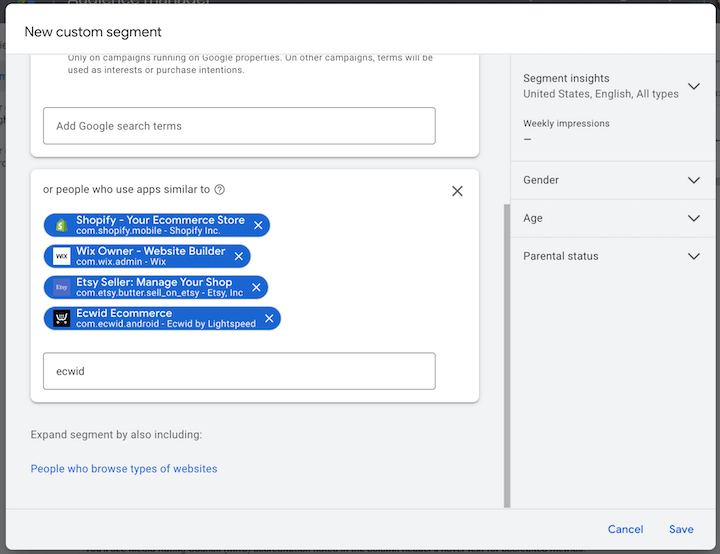 Audience manager
New custom segment
Only on campaigns running on Google properties. On other campaigns, terms will be
used as interests or purchase intentions.
Add Google search terms
or people who use apps similar to
Shopify - Your Ecommerce Store
com.shopify.mobile - Shopify Inc.
WIX
Wix Owner - Website Builder
com.wix.admin - Wix
Etsy
Etsy Seller: Manage Your Shop
com.etsy.butter.sell_on_etsy - Etsy, Inc
Ecwid Ecommerce
com.ecwid.android - Ecwid by Lightspeed
ecwid
Expand segment by also including:
People who browse types of websites
Segment insights
United States, English, All types
Weekly impressions
–
Gender
Age
Parental status
Cancel
Save